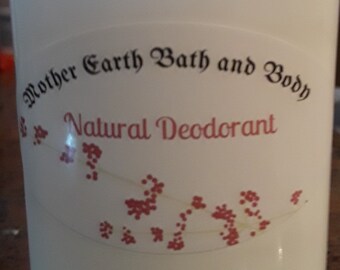 Mother Earth Bath and Body
Natural Deodorant